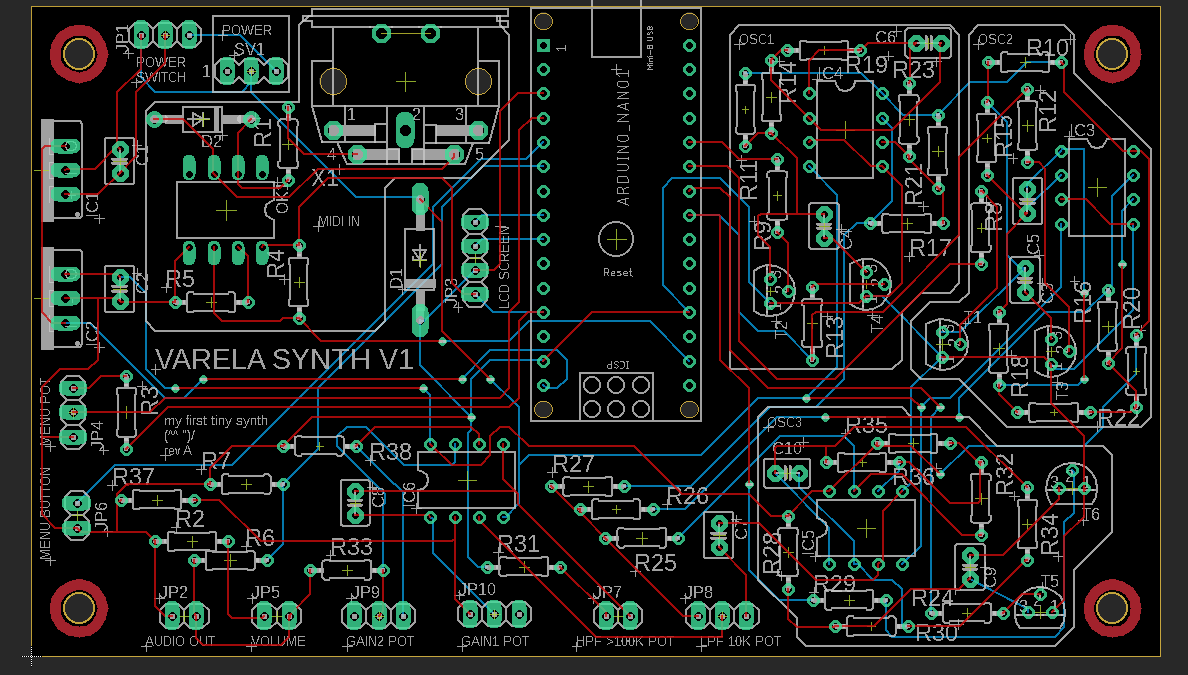 JP1
POWER
SWITCH
POWER
SV1
1
D2
R1
C1
IC1
OK1
X1
1
2
3
4
5
MIDI IN
R4
R5
C2
IC2
D1
JP3
LCD SCREEN
1
Mini-B USB
ARDUINO_NANO1
Reset
ICSP
OSC1
C6
R14
R19
R23
IC4
R11
R9
C4
R21
R17
T2
T4
R13
OSC2
R10
R12
R15
IC3
R8
C5
C3
R16
R20
T1
R18
T3
R22
VARELA SYNTH V1
my first tiny synth
(^^ ")/
rev A
MENU POT
JP4
R3
MENU BUTTON
JP6
R37
R7
R2
R6
R38
C8
IC6
R33
R31
R27
R26
R25
C7
OSC3
C10
R35
R36
R32
R34
T6
R28
IC5
C9
R29
R24
R30
T5
JP2
AUDIO OUT
JP5
VOLUME
JP9
GAIN2 POT
JP10
GAIN1 POT
JP7
HPF >100K POT
JP8
LPF 10K POT